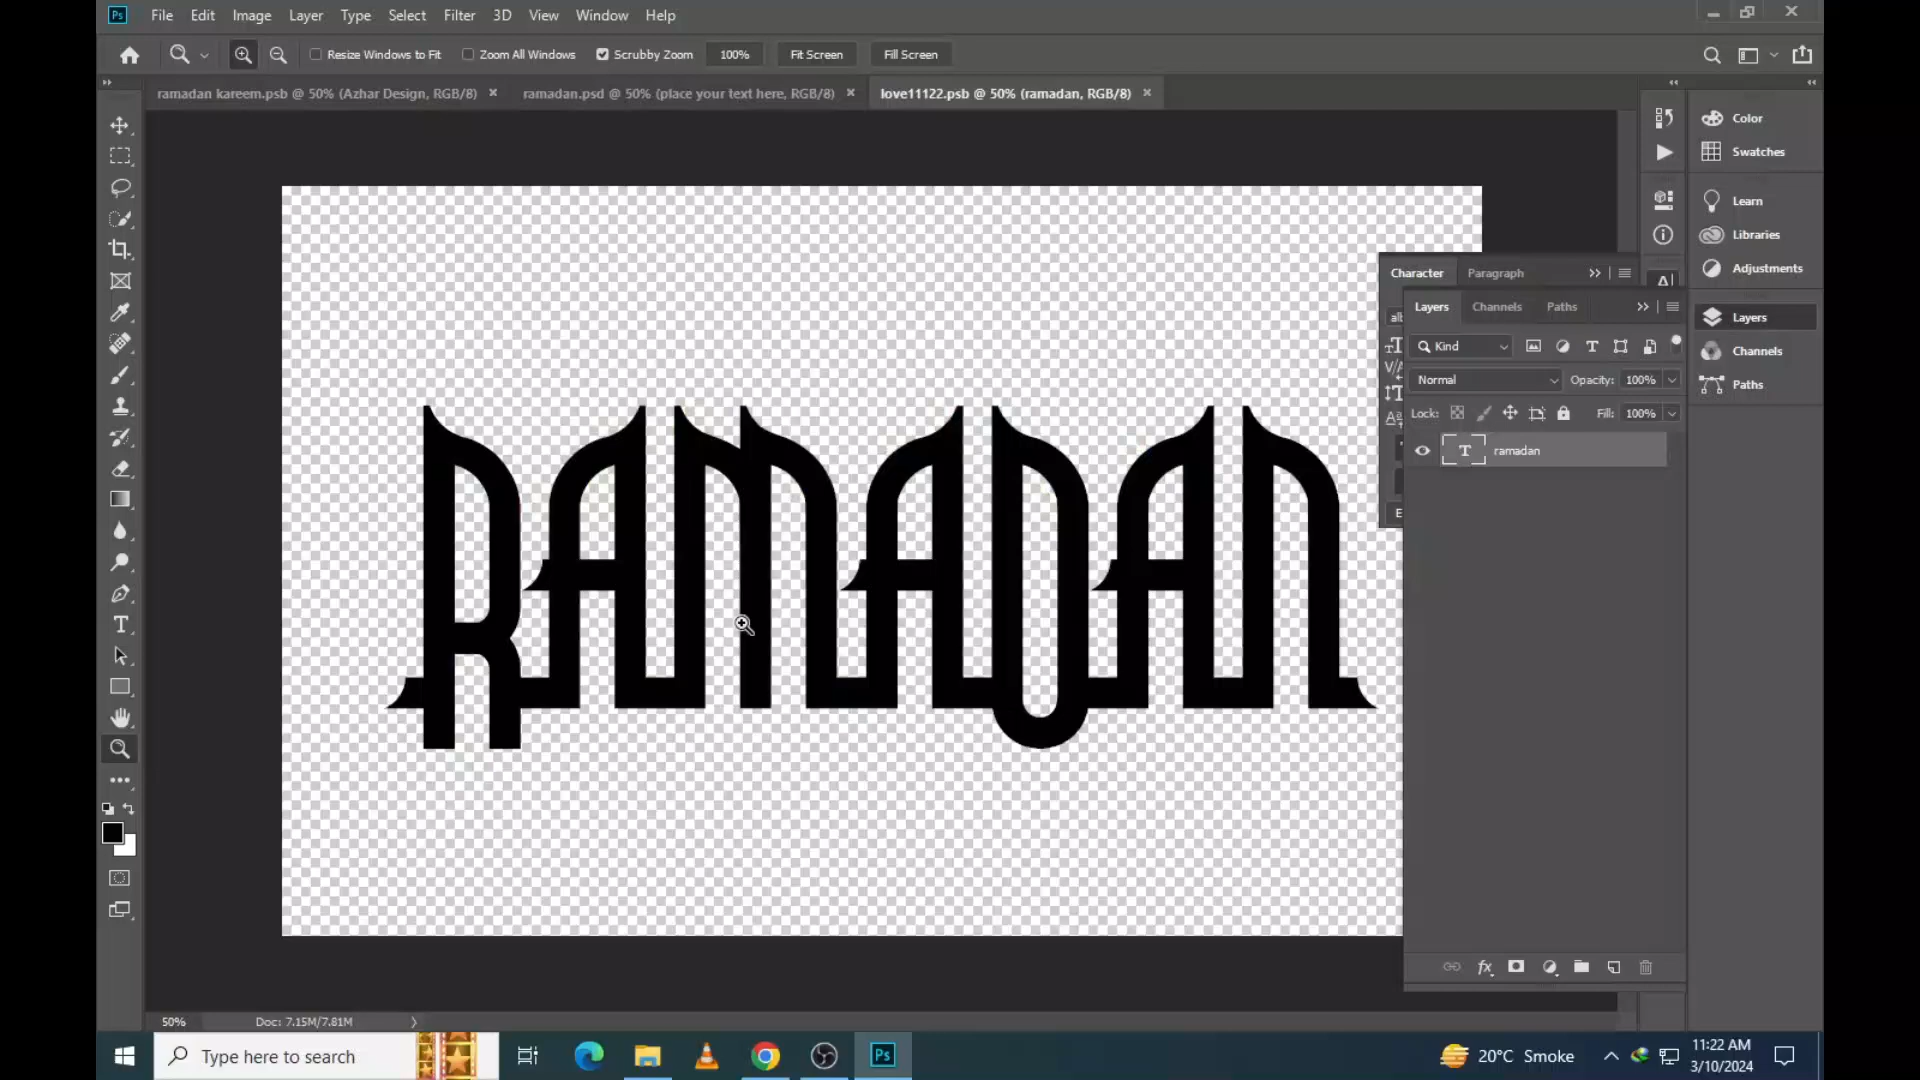 File Edit Image Layer Type Select Filter 3D View Window Help
Resize Windows to Fit Zoom All Windows Scrubby Zoom 100% Fit Screen Fill Screen
ramadan kareem.psb @ 50% (Azhar Design, RGB/8) ramadan.psd @ 50% (place your text here, RGB/8) love11122.psb @ 50% (ramadan, RGB/8)
Color
Swatches
Learn
Libraries
Adjustments
Layers
Channels
Paths
Character Paragraph
Layers Channels Paths
Kind
Normal Opacity: 100%
Lock: Fill: 100%
ramadan
RAMADAN
50% Doc: 7.15M/7.81M
Type here to search
20°C Smoke
11:22 AM
3/10/2024